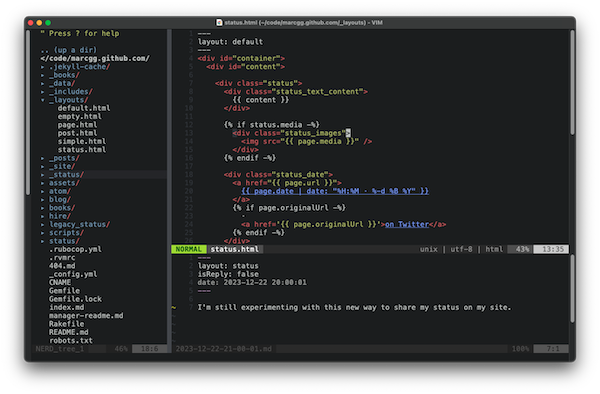 status.html (~/code/marcgg.github.com/_layouts) - VIM
" Press ? for help
.. (up a dir)
</code/marcgg.github.com/
▸ .jekyll-cache/
▸ _books/
▸ _data/
▸ _includes/
▾ _layouts/
default.html
empty.html
page.html
post.html
simple.html
status.html
▸ _posts/
▸ _site/
▸ _status/
▸ assets/
▸ atom/
▸ blog/
▸ books/
▸ hire/
▸ legacy_status/
▸ scripts/
▸ status/
.rubocop.yml
.rvmrc
404.md
_config.yml
CNAME
Gemfile
Gemfile.lock
index.md
manager-readme.md
Rakefile
README.md
robots.txt
NERD_tree_1 46% 18:6
---
layout: default
---
<div id="container">
<div id="content">
<div class="status">
<div class="status_text_content">
{{ content }}
</div>
{% if status.media -%}
<div class="status_images">
<img src="{{ page.media }}" />
</div>
{% endif -%}
<div class="status_date">
<a href="{{ page.url }}">
{{ page.date | date: "%H:%M - %-d %B %Y" }}
</a>
{% if page.originalUrl -%}
·
<a href='{{ page.originalUrl }}'>on Twitter</a>
{% endif -%}
</div>
NORMAL status.html unix | utf-8 | html 43% 13:35
---
layout: status
isReply: false
date: 2023-12-22 20:00:01
---
I'm still experimenting with this new way to share my status on my site.
2023-12-22-21-00-01.md 100% 7:1